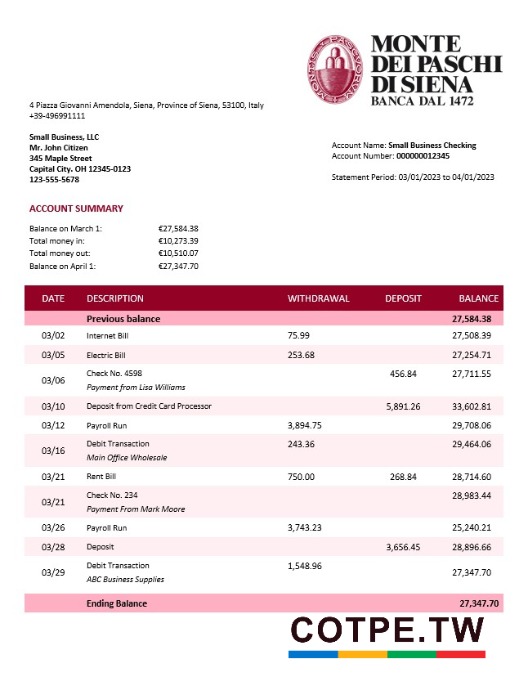 MONTE
DEI PASCHI
DI SIENA
BANCA DAL 1472
4 Piazza Giovanni Amendola, Siena, Province of Siena, 53100, Italy
+39-496991111
Small Business, LLC
Mr. John Citizen
345 Maple Street
Capital City, OH 12345-0123
123-555-5678
Account Name: Small Business Checking
Account Number: 000000012345
Statement Period: 03/01/2023 to 04/01/2023
ACCOUNT SUMMARY
Balance on March 1: €27,584.38
Total money in: €10,273.39
Total money out: €10,510.07
Balance on April 1: €27,347.70
DATE DESCRIPTION WITHDRAWAL DEPOSIT BALANCE
Previous balance 27,584.38
03/02 Internet Bill 75.99 27,508.39
03/05 Electric Bill 253.68 27,254.71
03/06 Check No. 4598 456.84 27,711.55
Payment from Lisa Williams
03/10 Deposit from Credit Card Processor 5,891.26 33,602.81
03/12 Payroll Run 3,894.75 29,708.06
03/16 Debit Transaction 243.36 29,464.06
Main Office Wholesale
03/21 Rent Bill 750.00 268.84 28,714.60
03/21 Check No. 234 28,983.44
Payment From Mark Moore
03/26 Payroll Run 3,743.23 25,240.21
03/28 Deposit 3,656.45 28,896.66
03/29 Debit Transaction 1,548.96 27,347.70
ABC Business Supplies
Ending Balance 27,347.70
COTPE.TW